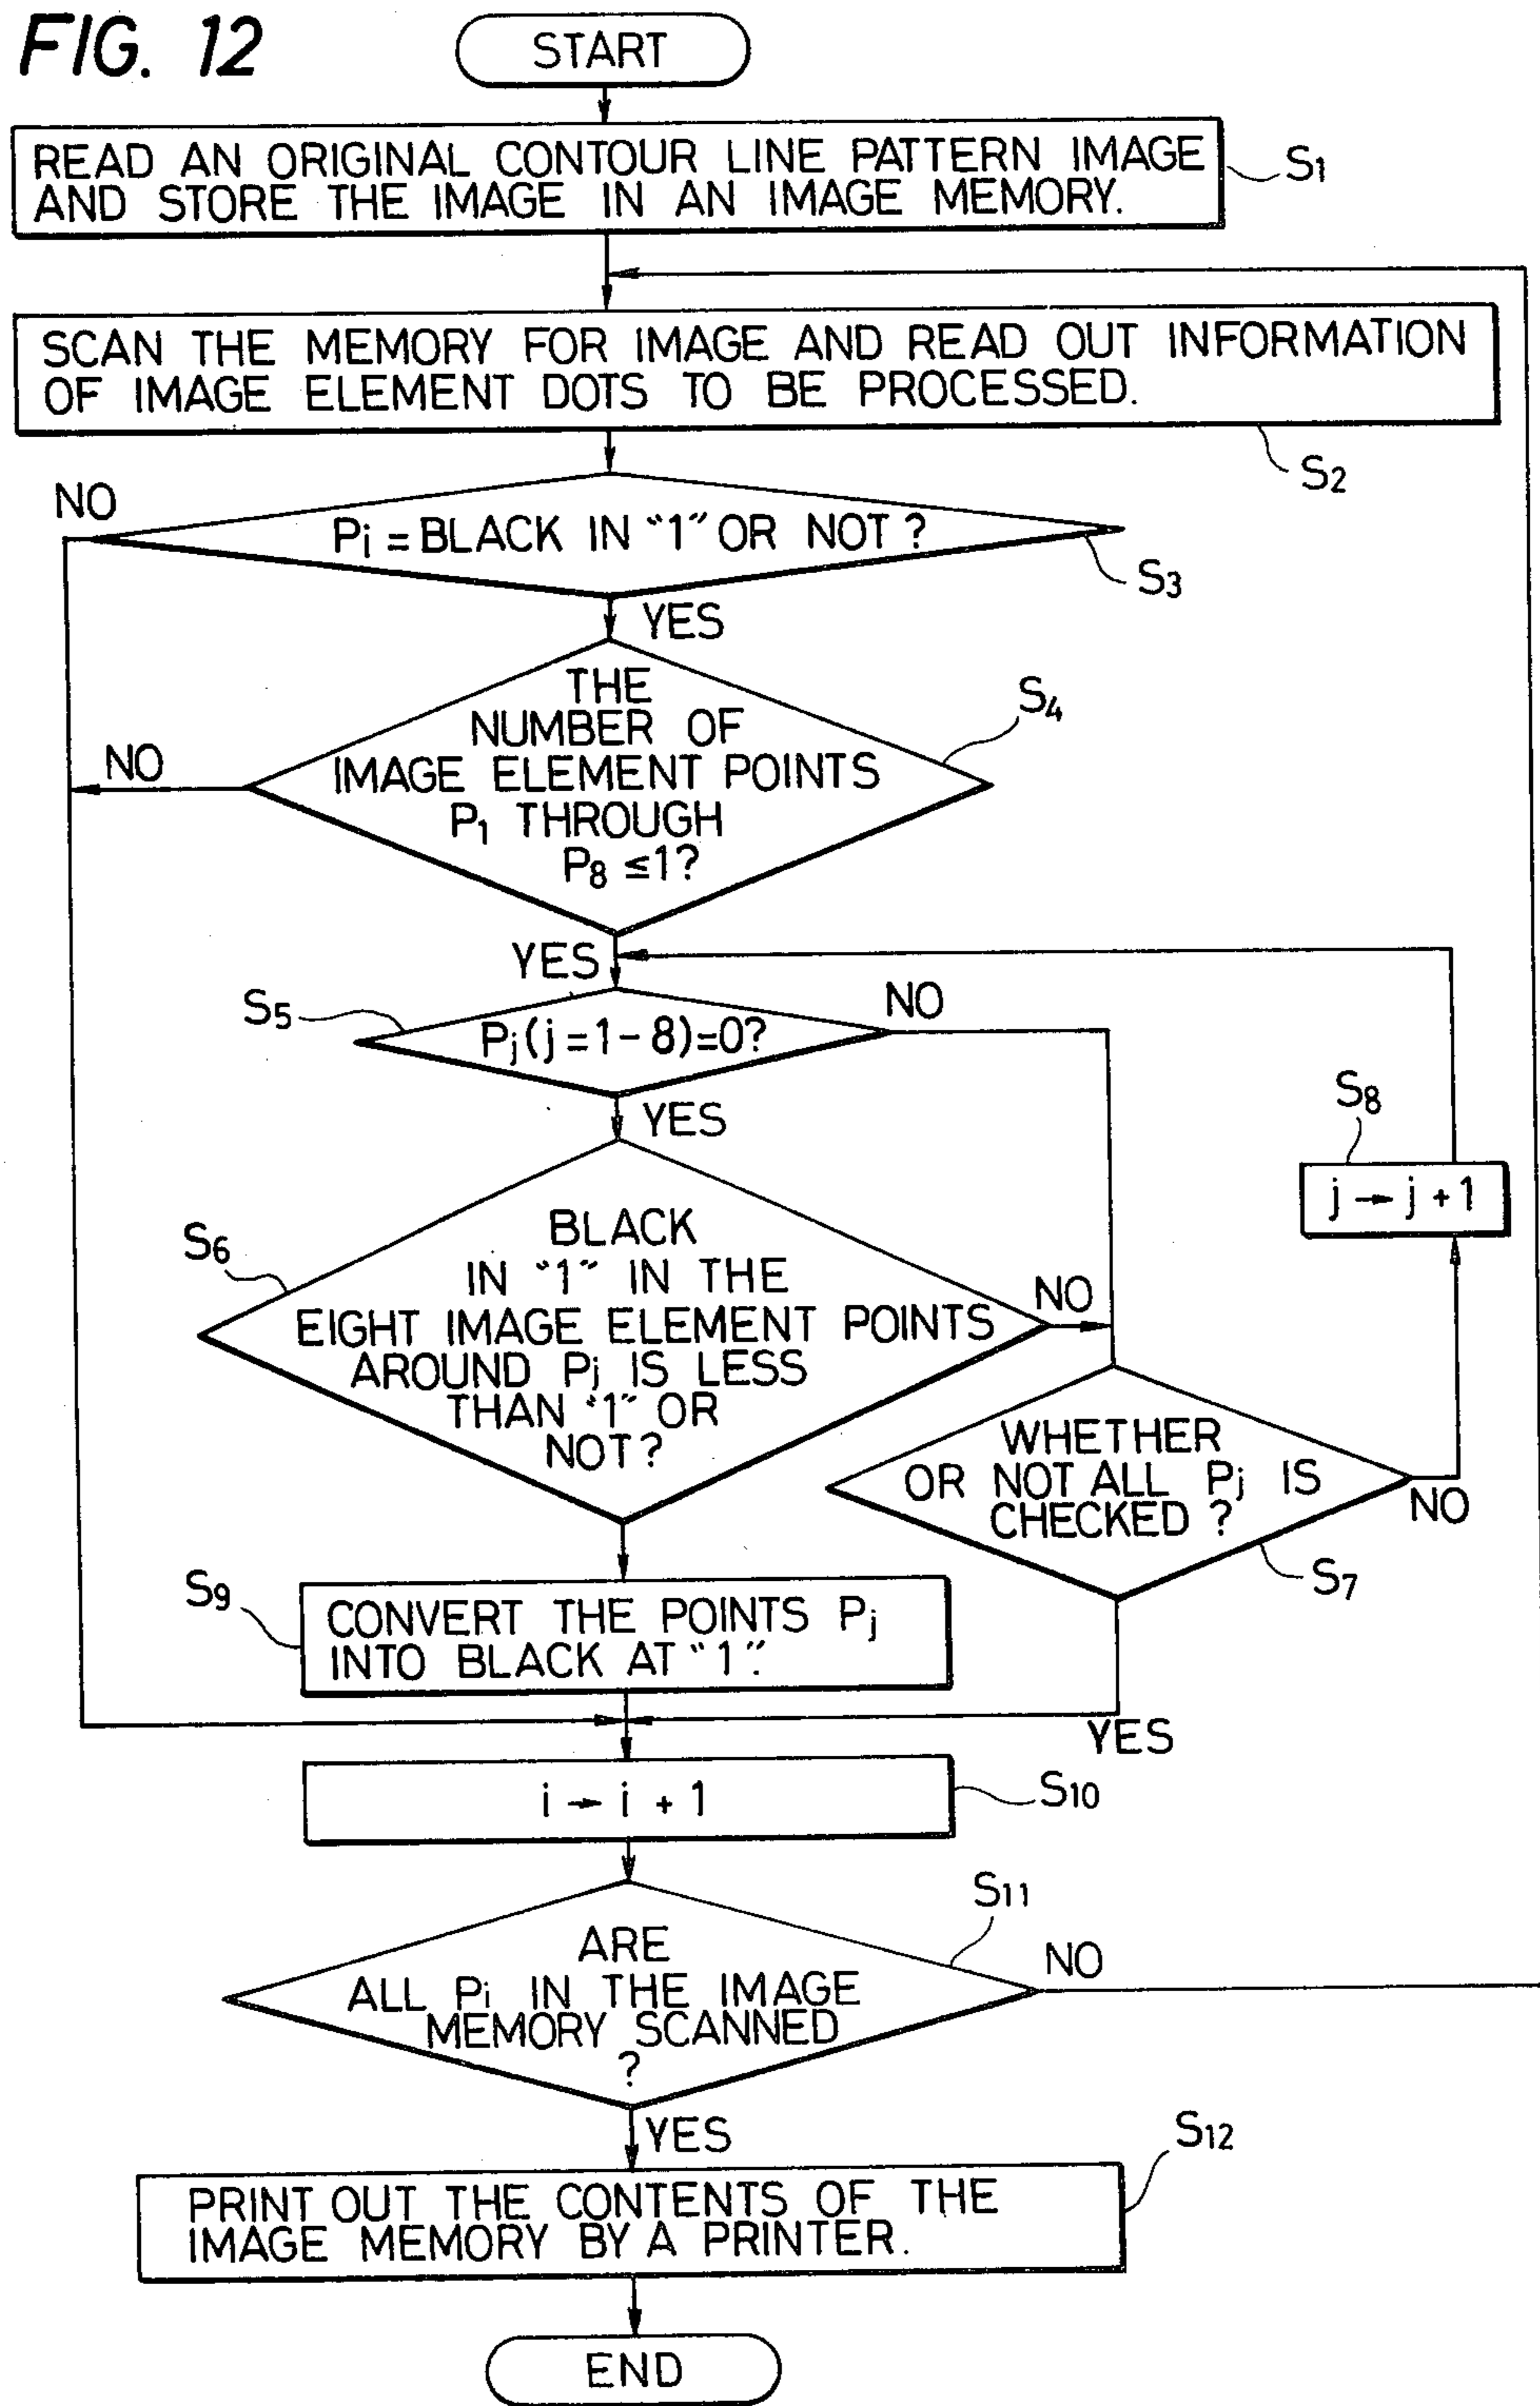 FIG. 12
START
READ AN ORIGINAL CONTOUR LINE PATTERN IMAGE
AND STORE THE IMAGE IN AN IMAGE MEMORY.
S1
SCAN THE MEMORY FOR IMAGE AND READ OUT INFORMATION
OF IMAGE ELEMENT DOTS TO BE PROCESSED.
S2
NO
Pi = BLACK IN "1" OR NOT ?
S3
YES
THE
NUMBER OF
IMAGE ELEMENT POINTS
P1 THROUGH
P8 ≤1?
S4
NO
YES
S5
Pj(j=1-8)=0?
NO
YES
S6
BLACK
IN "1" IN THE
EIGHT IMAGE ELEMENT POINTS
AROUND Pj IS LESS
THAN "1" OR
NOT?
NO
S8
j → j + 1
WHETHER
OR NOT ALL Pj IS
CHECKED ?
NO
S7
YES
S9
CONVERT THE POINTS Pj
INTO BLACK AT "1".
i → i + 1
S10
S11
ARE
ALL Pi IN THE IMAGE
MEMORY SCANNED
?
NO
YES
S12
PRINT OUT THE CONTENTS OF THE
IMAGE MEMORY BY A PRINTER.
END